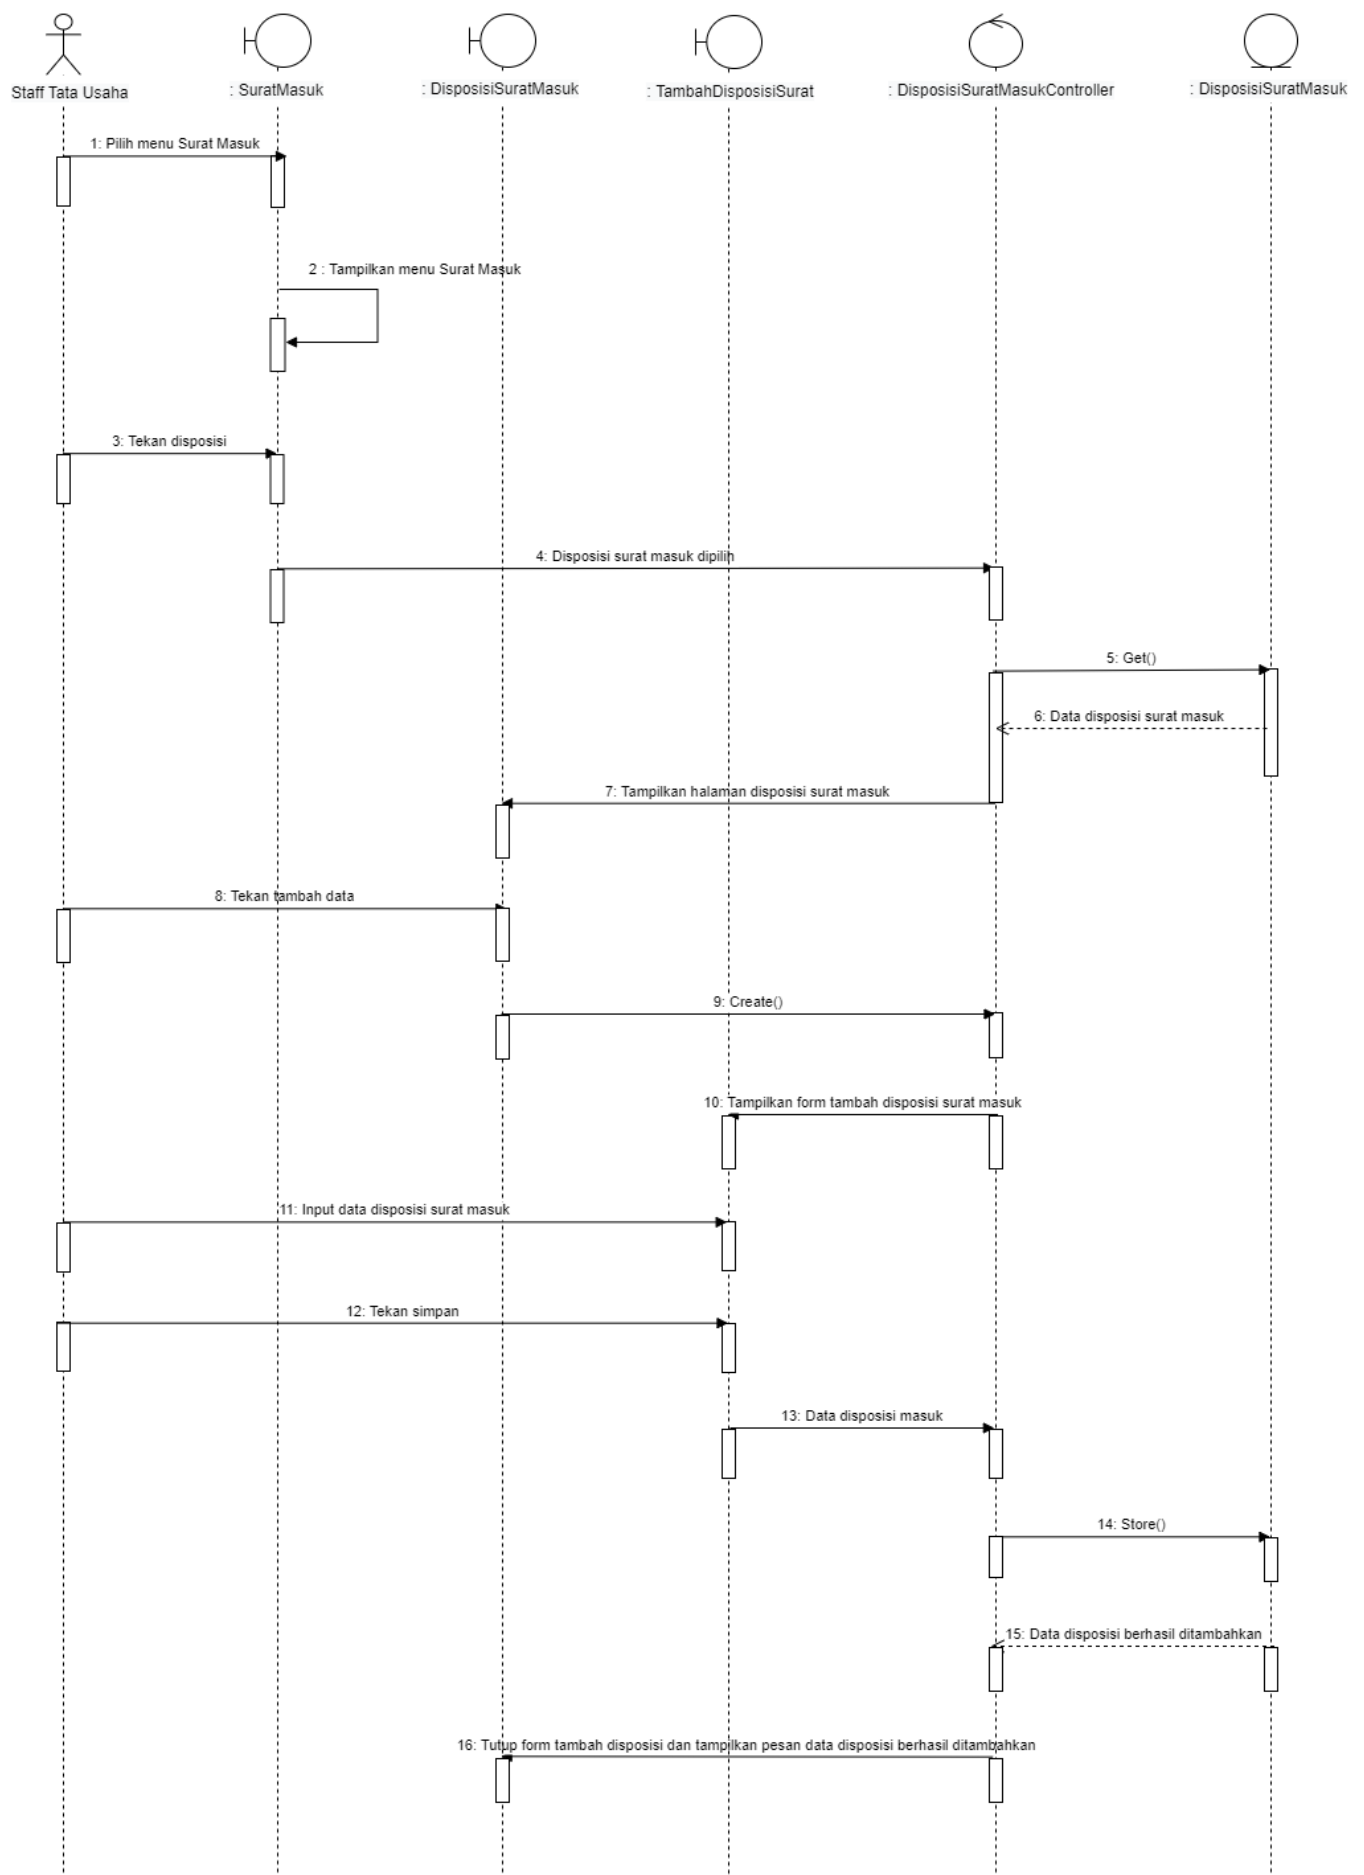 Staff Tata Usaha
: SuratMasuk
: DisposisiSuratMasuk
: TambahDisposisiSurat
: DisposisiSuratMasukController
: DisposisiSuratMasuk
1: Pilih menu Surat Masuk
2 : Tampilkan menu Surat Masuk
3: Tekan disposisi
4: Disposisi surat masuk dipilih
5: Get()
6: Data disposisi surat masuk
7: Tampilkan halaman disposisi surat masuk
8: Tekan tambah data
9: Create()
10: Tampilkan form tambah disposisi surat masuk
11: Input data disposisi surat masuk
12: Tekan simpan
13: Data disposisi masuk
14: Store()
15: Data disposisi berhasil ditambahkan
16: Tutup form tambah disposisi dan tampilkan pesan data disposisi berhasil ditambahkan